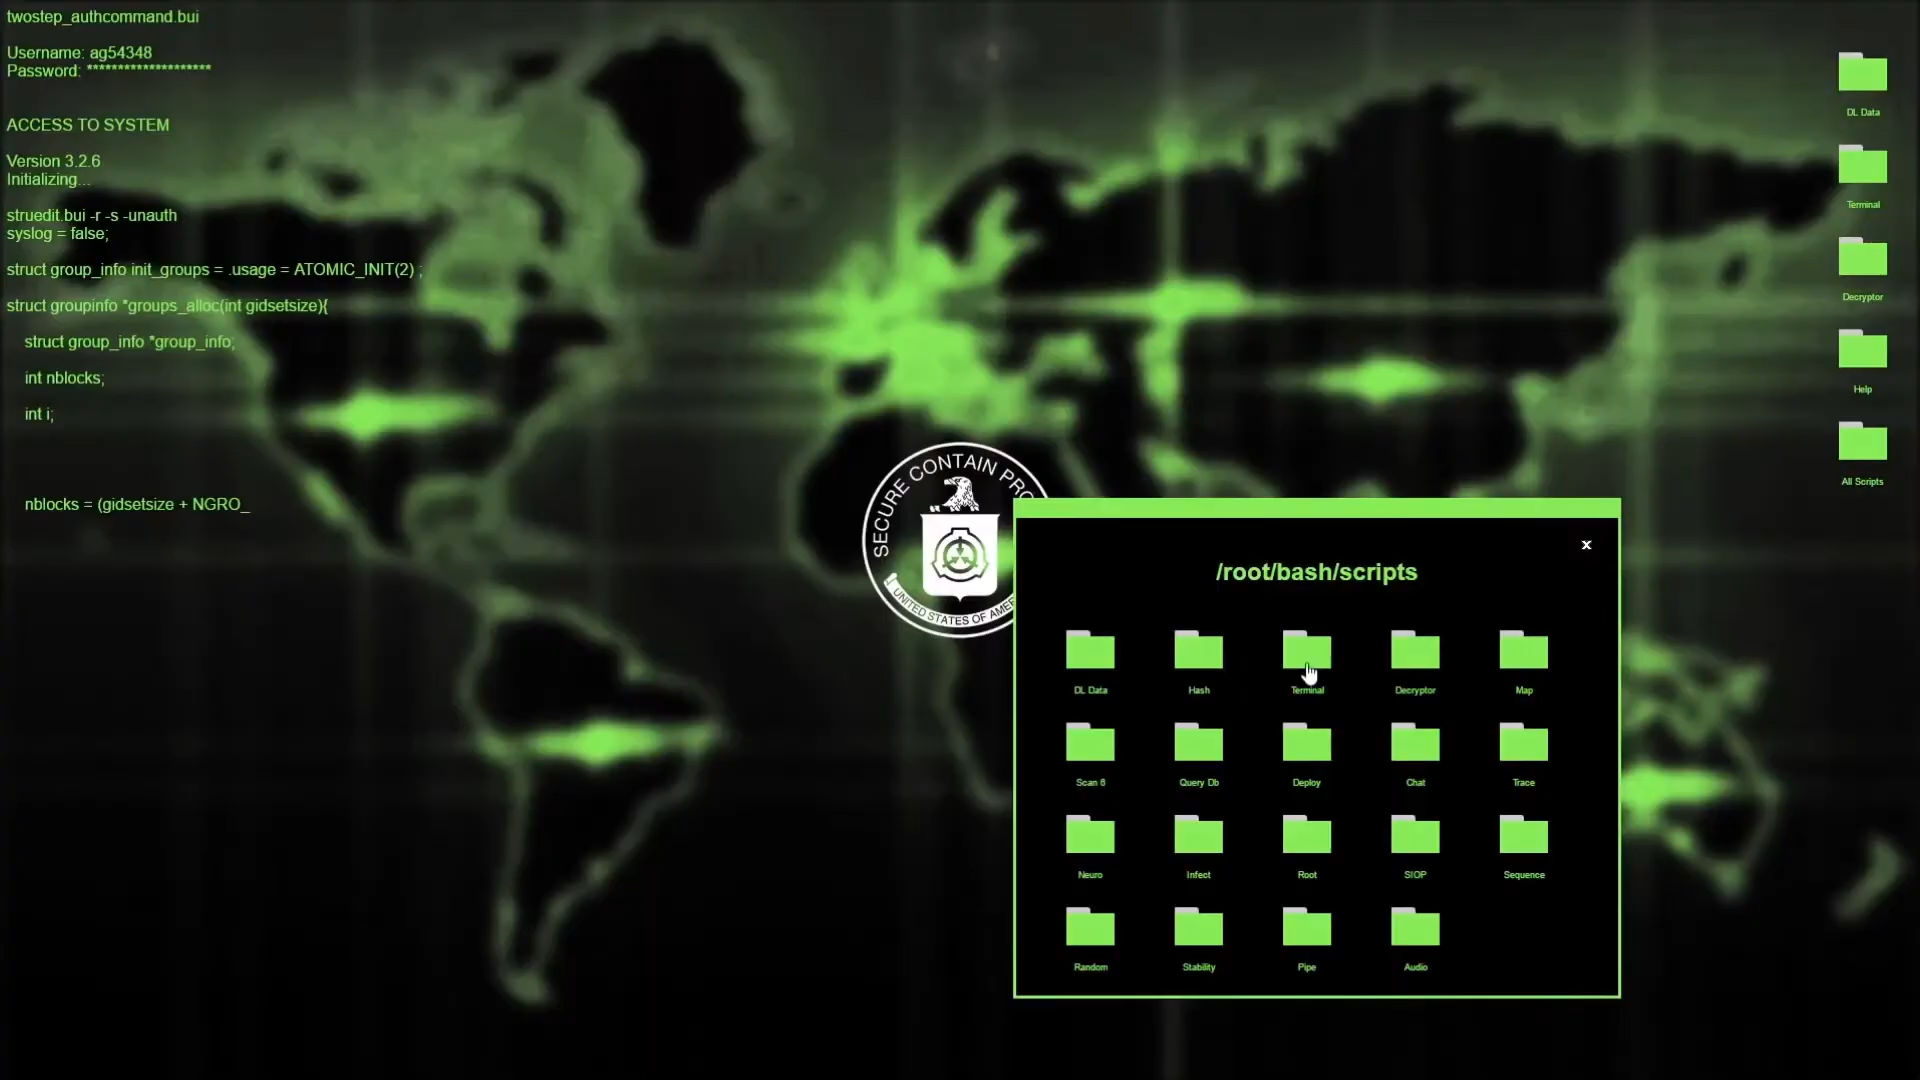 twostep_authcommand.bui
Username: ag54348
Password: ********************
ACCESS TO SYSTEM
Version 3.2.6
Initializing...
struedit.bui -r -s -unauth
syslog = false;
struct group_info init_groups = .usage = ATOMIC_INIT(2) ;
struct groupinfo *groups_alloc(int gidsetsize){
struct group_info *group_info;
int nblocks;
int i;
nblocks = (gidsetsize + NGRO_
DL Data
Terminal
Decryptor
Help
All Scripts
SECURE CONTAIN PRO
UNITED STATES OF AME
x
/root/bash/scripts
DL Data Hash Terminal Decryptor Map
Scan 6 Query Db Deploy Chat Trace
Neuro Infect Root SIOP Sequence
Random Stability Pipe Audio